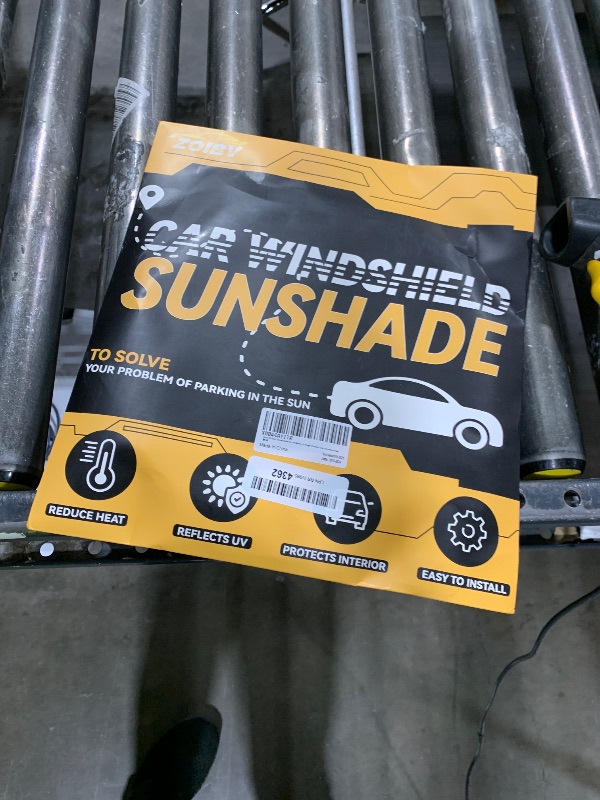 CAR WINDSHIELD
SUNSHADE
TO SOLVE
YOUR PROBLEM OF PARKING IN THE SUN
4362
REDUCE HEAT
REFLECTS UV
PROTECTS INTERIOR
EASY TO INSTALL